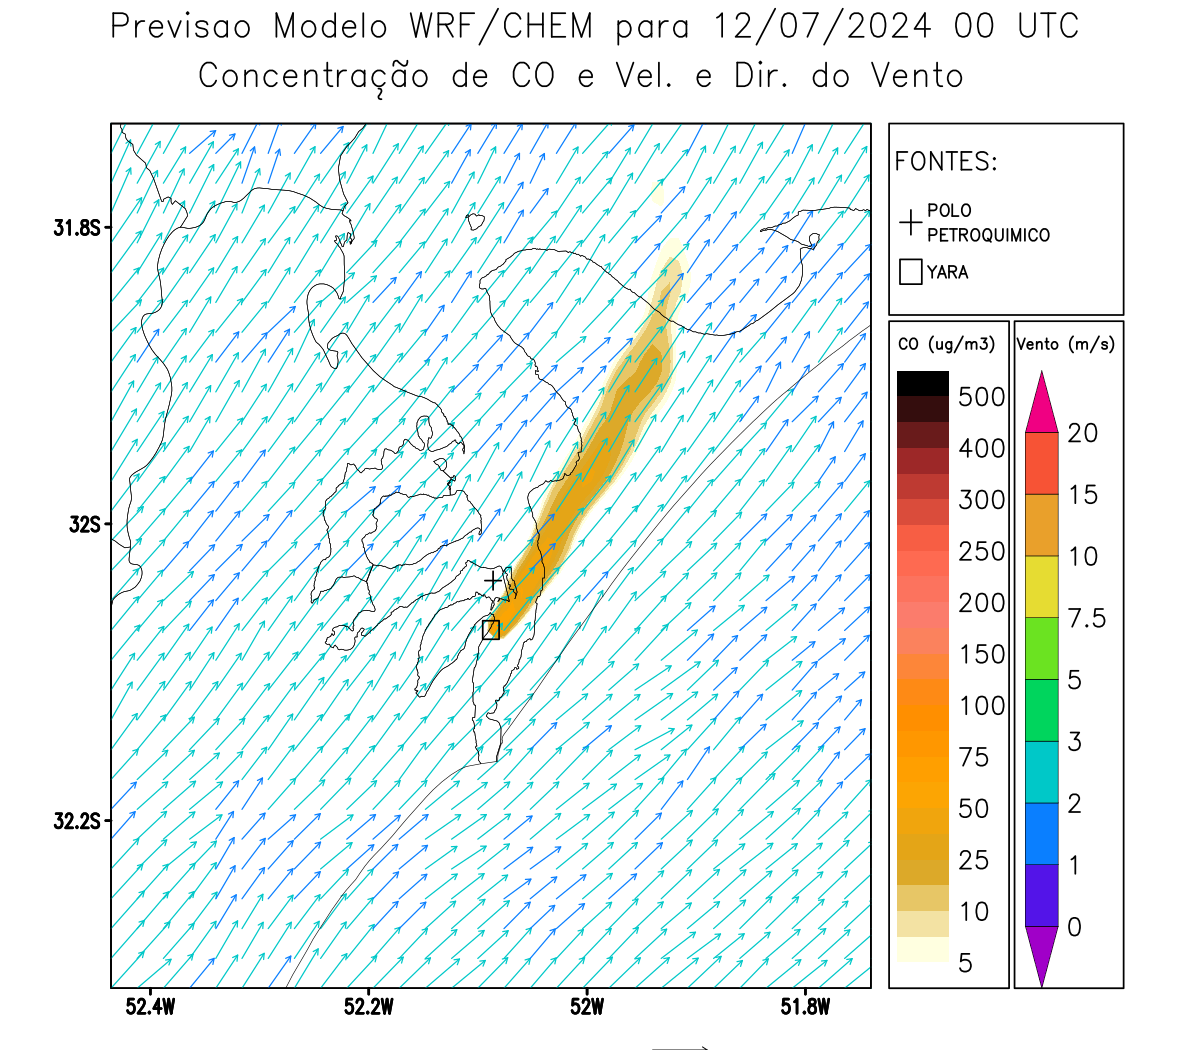 Previsao Modelo WRF/CHEM para 12/07/2024 00 UTC
Concentração de CO e Vel. e Dir. do Vento
FONTES:
POLO
PETROQUIMICO
YARA
31.8S
32S
32.2S
52.4W
52.2W
52W
51.8W
CO (ug/m3)
500
400
300
250
200
150
100
75
50
25
10
5
Vento (m/s)
20
15
10
7.5
5
3
2
1
0